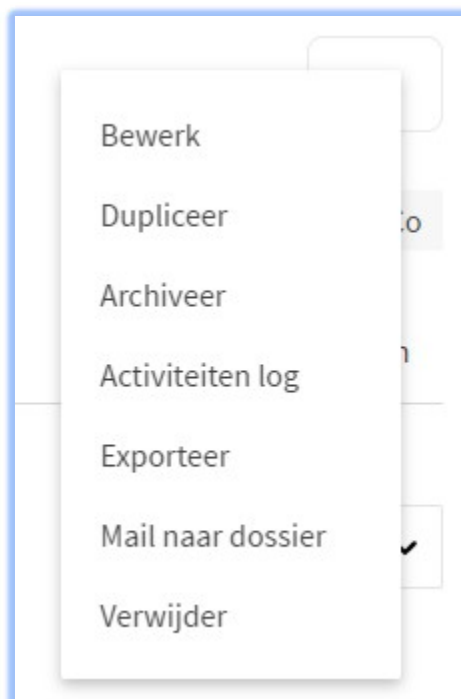 Bewerk
Dupliceer
Archiveer
Activiteiten log
Exporteer
Mail naar dossier
Verwijder